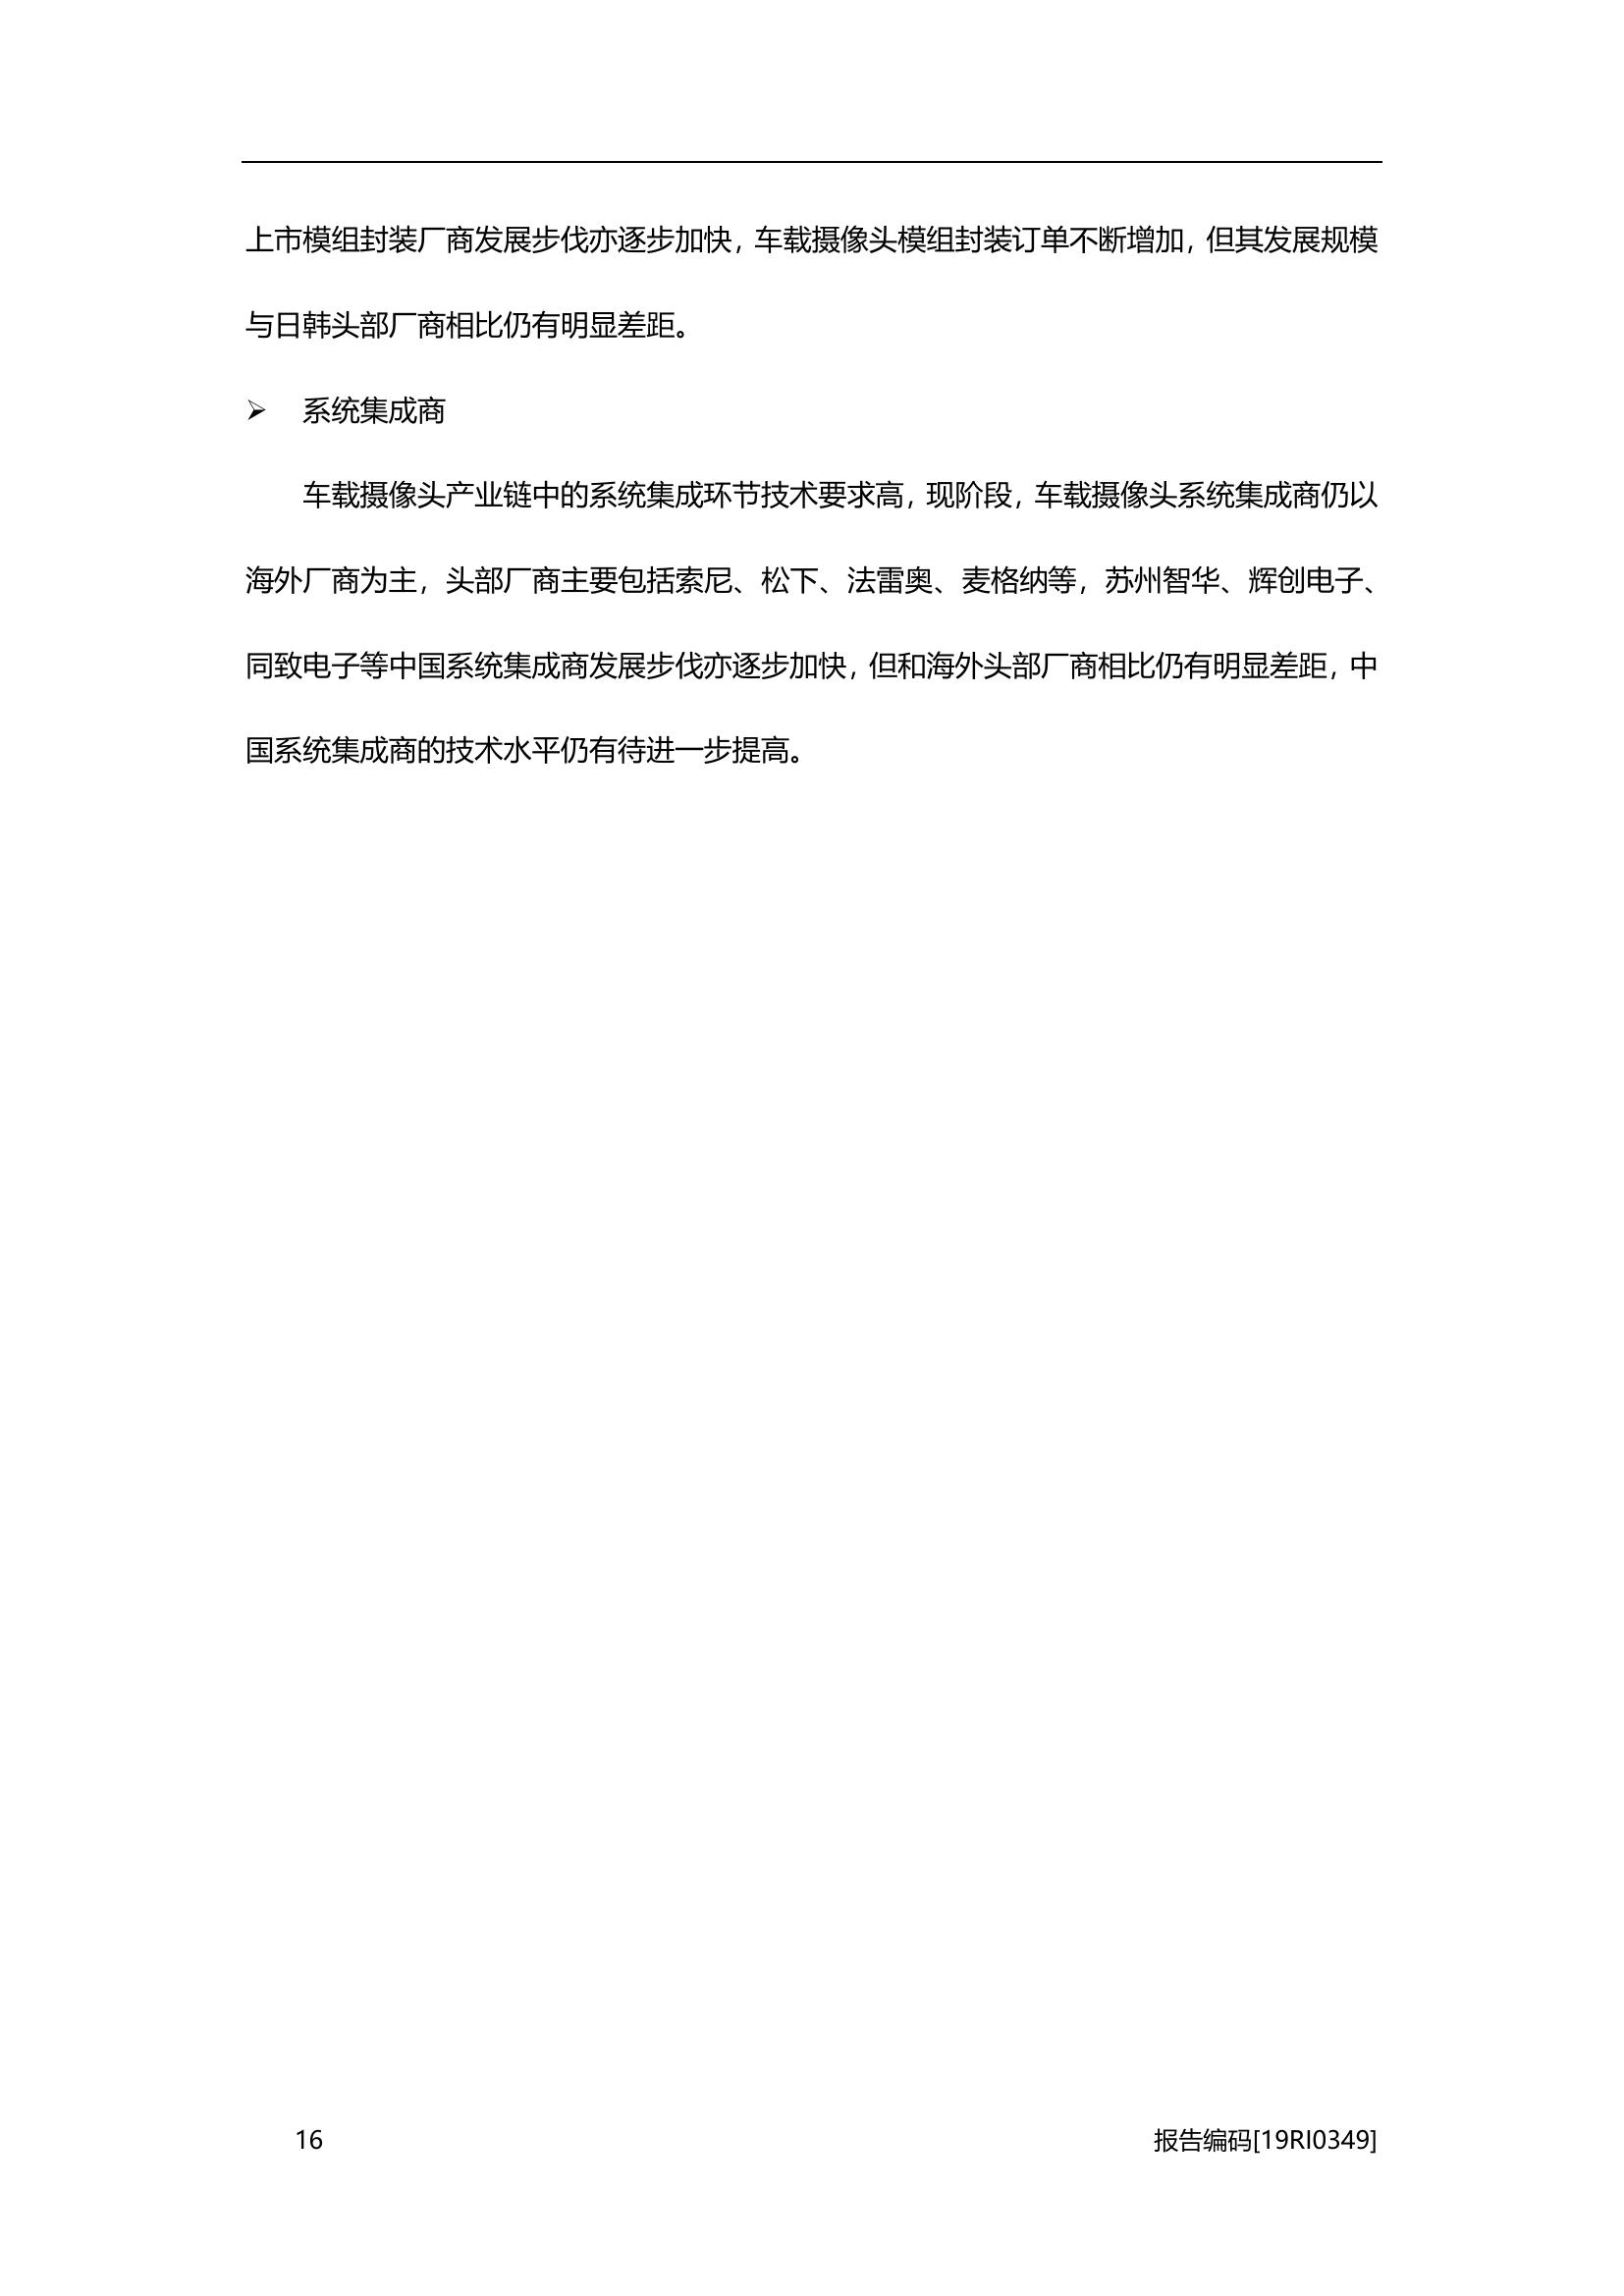 上市模组封装厂商发展步伐亦逐步加快，车载摄像头模组封装订单不断增加，但其发展规模
与日韩头部厂商相比仍有明显差距。
➢ 系统集成商
车载摄像头产业链中的系统集成环节技术要求高，现阶段，车载摄像头系统集成商仍以
海外厂商为主，头部厂商主要包括索尼、松下、法雷奥、麦格纳等，苏州智华、辉创电子、
同致电子等中国系统集成商发展步伐亦逐步加快，但和海外头部厂商相比仍有明显差距，中
国系统集成商的技术水平仍有待进一步提高。
16 报告编码[19RI0349]